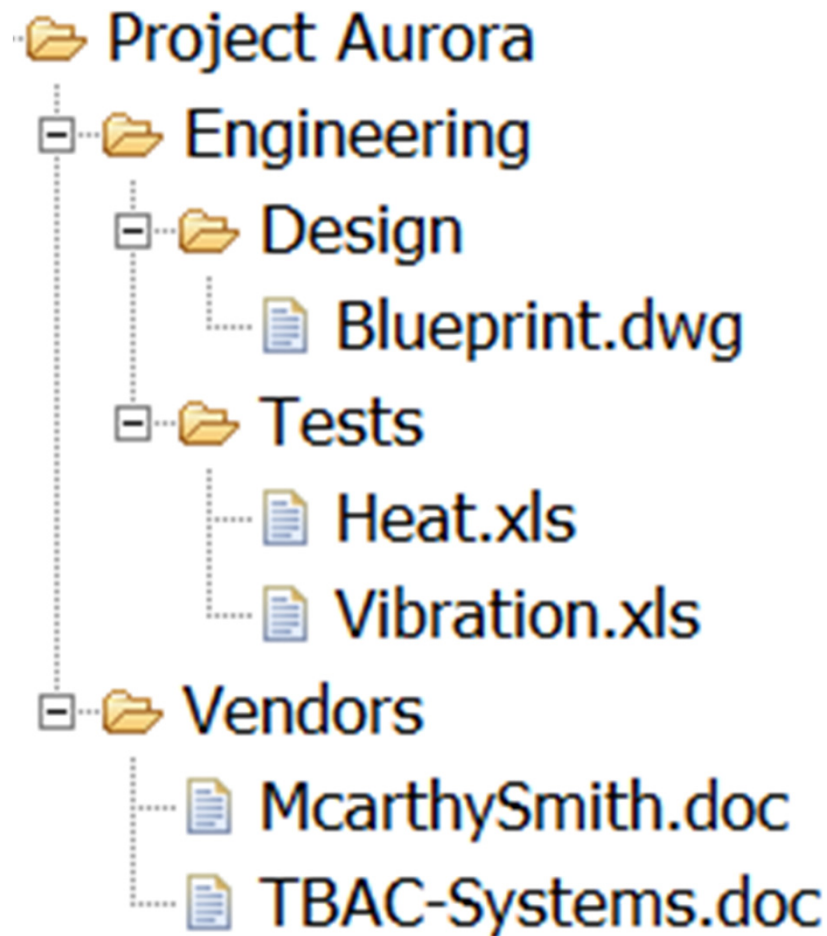 Project Aurora
Engineering
Design
Blueprint.dwg
Tests
Heat.xls
Vibration.xls
Vendors
McarthySmith.doc
TBAC-Systems.doc